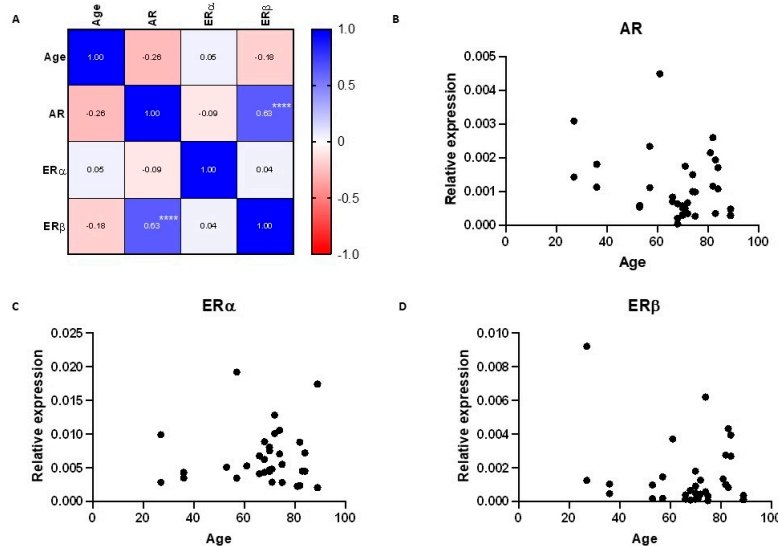 A
Age
AR
ERα
ERβ
Age
1.00
-0.26
0.05
-0.18
AR
-0.26
1.00
-0.09
0.63****
ERα
0.05
-0.09
1.00
0.04
ERβ
-0.18
0.63****
0.04
1.00
1.0
0.5
0
-0.5
-1.0
B
AR
Relative expression
0.005
0.004
0.003
0.002
0.001
0.000
0 20 40 60 80 100
Age
C
ERα
Relative expression
0.025
0.020
0.015
0.010
0.005
0.000
0 20 40 60 80 100
Age
D
ERβ
Relative expression
0.010
0.008
0.006
0.004
0.002
0.000
0 20 40 60 80 100
Age